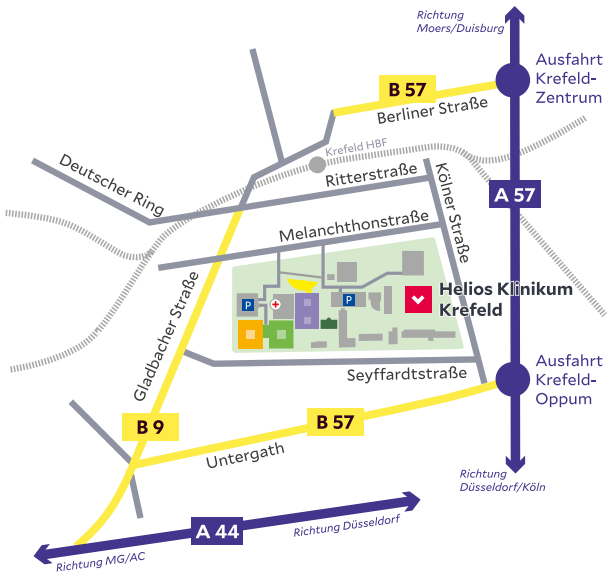 Richtung
Moers/Duisburg
Ausfahrt
Krefeld-
Zentrum
B 57
Berliner Straße
Krefeld HBF
Deutscher Ring
Ritterstraße
Kölner Straße
A 57
Melanchthonstraße
Gladbacher Straße
P
P
Helios Klinikum
Krefeld
Seyffardtstraße
Ausfahrt
Krefeld-
Oppum
B 9
B 57
Untergath
Richtung
Düsseldorf/Köln
A 44
Richtung Düsseldorf
Richtung MG/AC